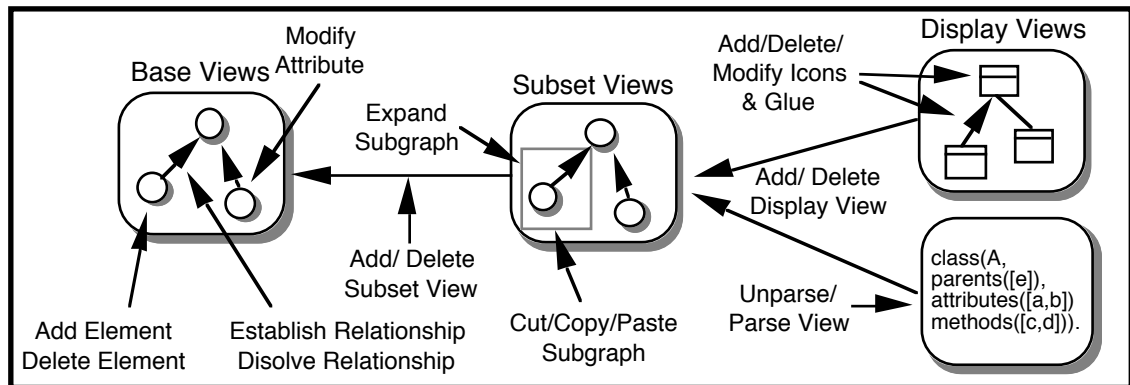 Base Views
Modify
Attribute
Expand
Subgraph
Subset Views
Add/Delete/
Modify Icons
& Glue
Display Views
Add/ Delete
Subset View
Add/ Delete
Display View
Add Element
Delete Element
Establish Relationship
Disolve Relationship
Cut/Copy/Paste
Subgraph
Unparse/
Parse View
class(A,
parents([e]),
attributes([a,b])
methods([c,d])).